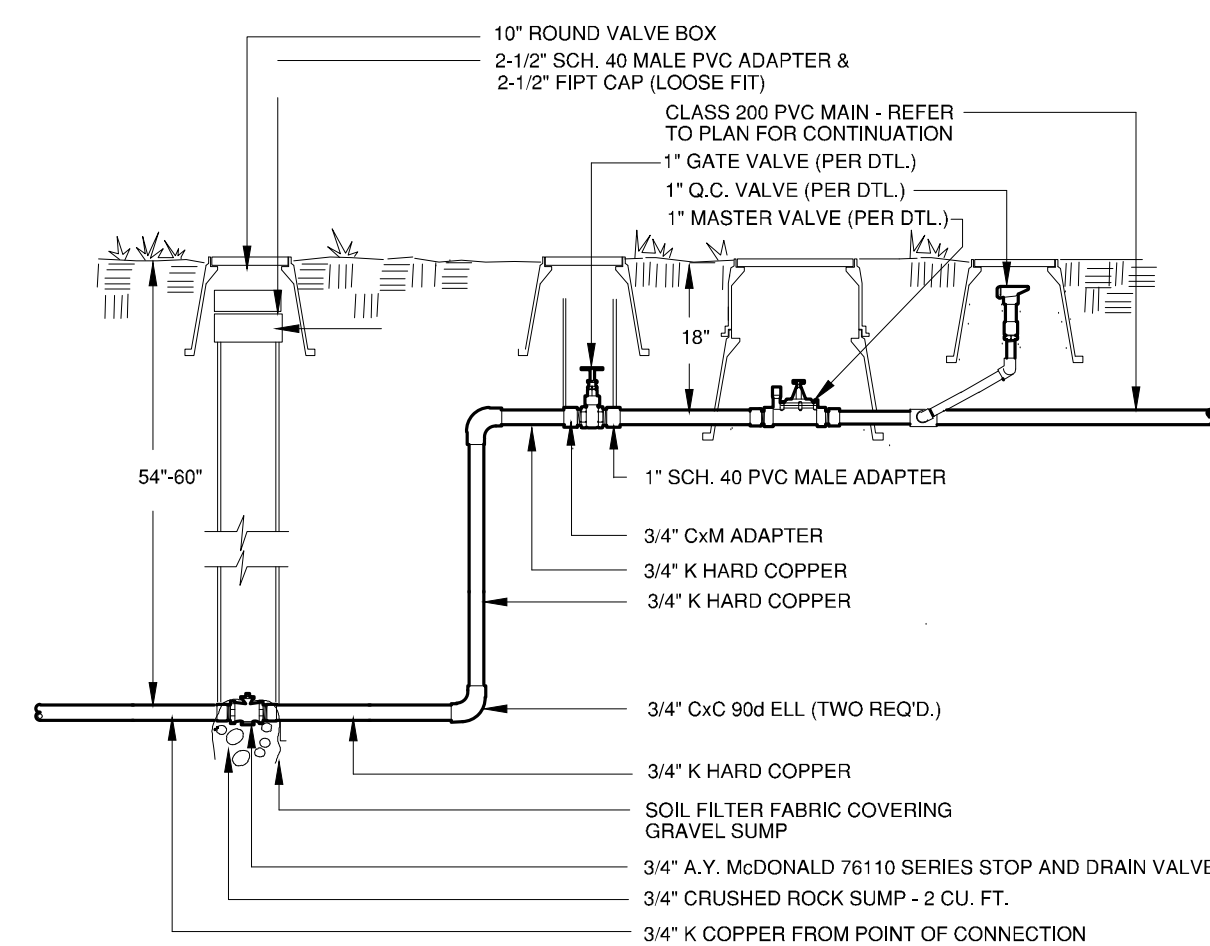 10" ROUND VALVE BOX
2-1/2" SCH. 40 MALE PVC ADAPTER &
2-1/2" FIPT CAP (LOOSE FIT)
CLASS 200 PVC MAIN - REFER
TO PLAN FOR CONTINUATION
1" GATE VALVE (PER DTL.)
1" Q.C. VALVE (PER DTL.)
1" MASTER VALVE (PER DTL.)
18"
54"-60"
1" SCH. 40 PVC MALE ADAPTER
3/4" CxM ADAPTER
3/4" K HARD COPPER
3/4" K HARD COPPER
3/4" CxC 90d ELL (TWO REQ'D.)
3/4" K HARD COPPER
SOIL FILTER FABRIC COVERING
GRAVEL SUMP
3/4" A.Y. McDONALD 76110 SERIES STOP AND DRAIN VALVE
3/4" CRUSHED ROCK SUMP - 2 CU. FT.
3/4" K COPPER FROM POINT OF CONNECTION